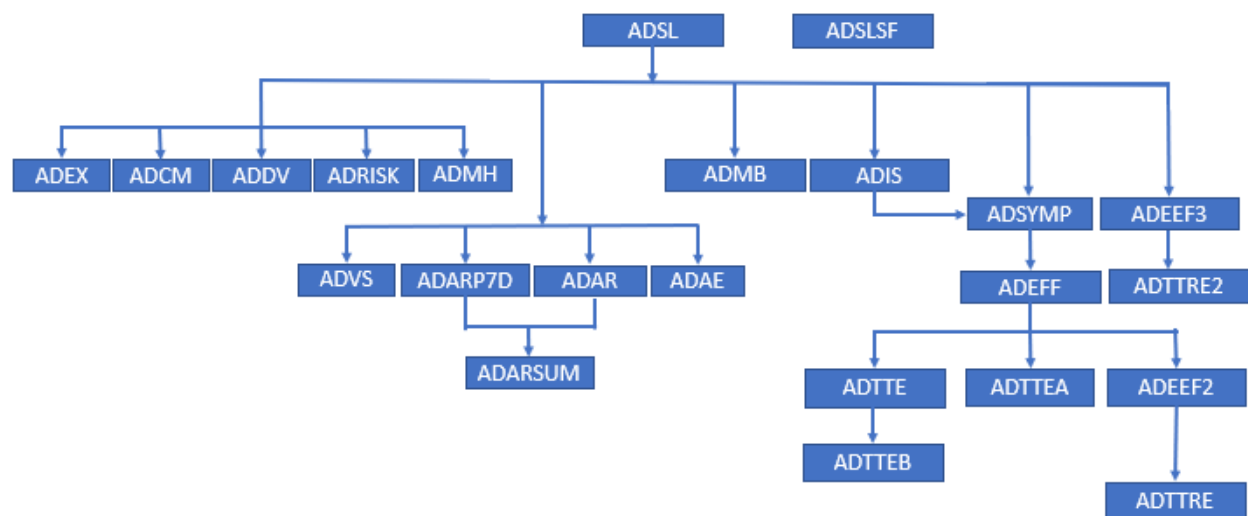 ADSL
ADSLSF
ADEX
ADCM
ADDV
ADRISK
ADMH
ADMB
ADIS
ADSYMP
ADEEF3
ADVS
ADARP7D
ADAR
ADAE
ADEFF
ADTTRE2
ADARSUM
ADTTE
ADTTEA
ADEEF2
ADTTEB
ADTTRE